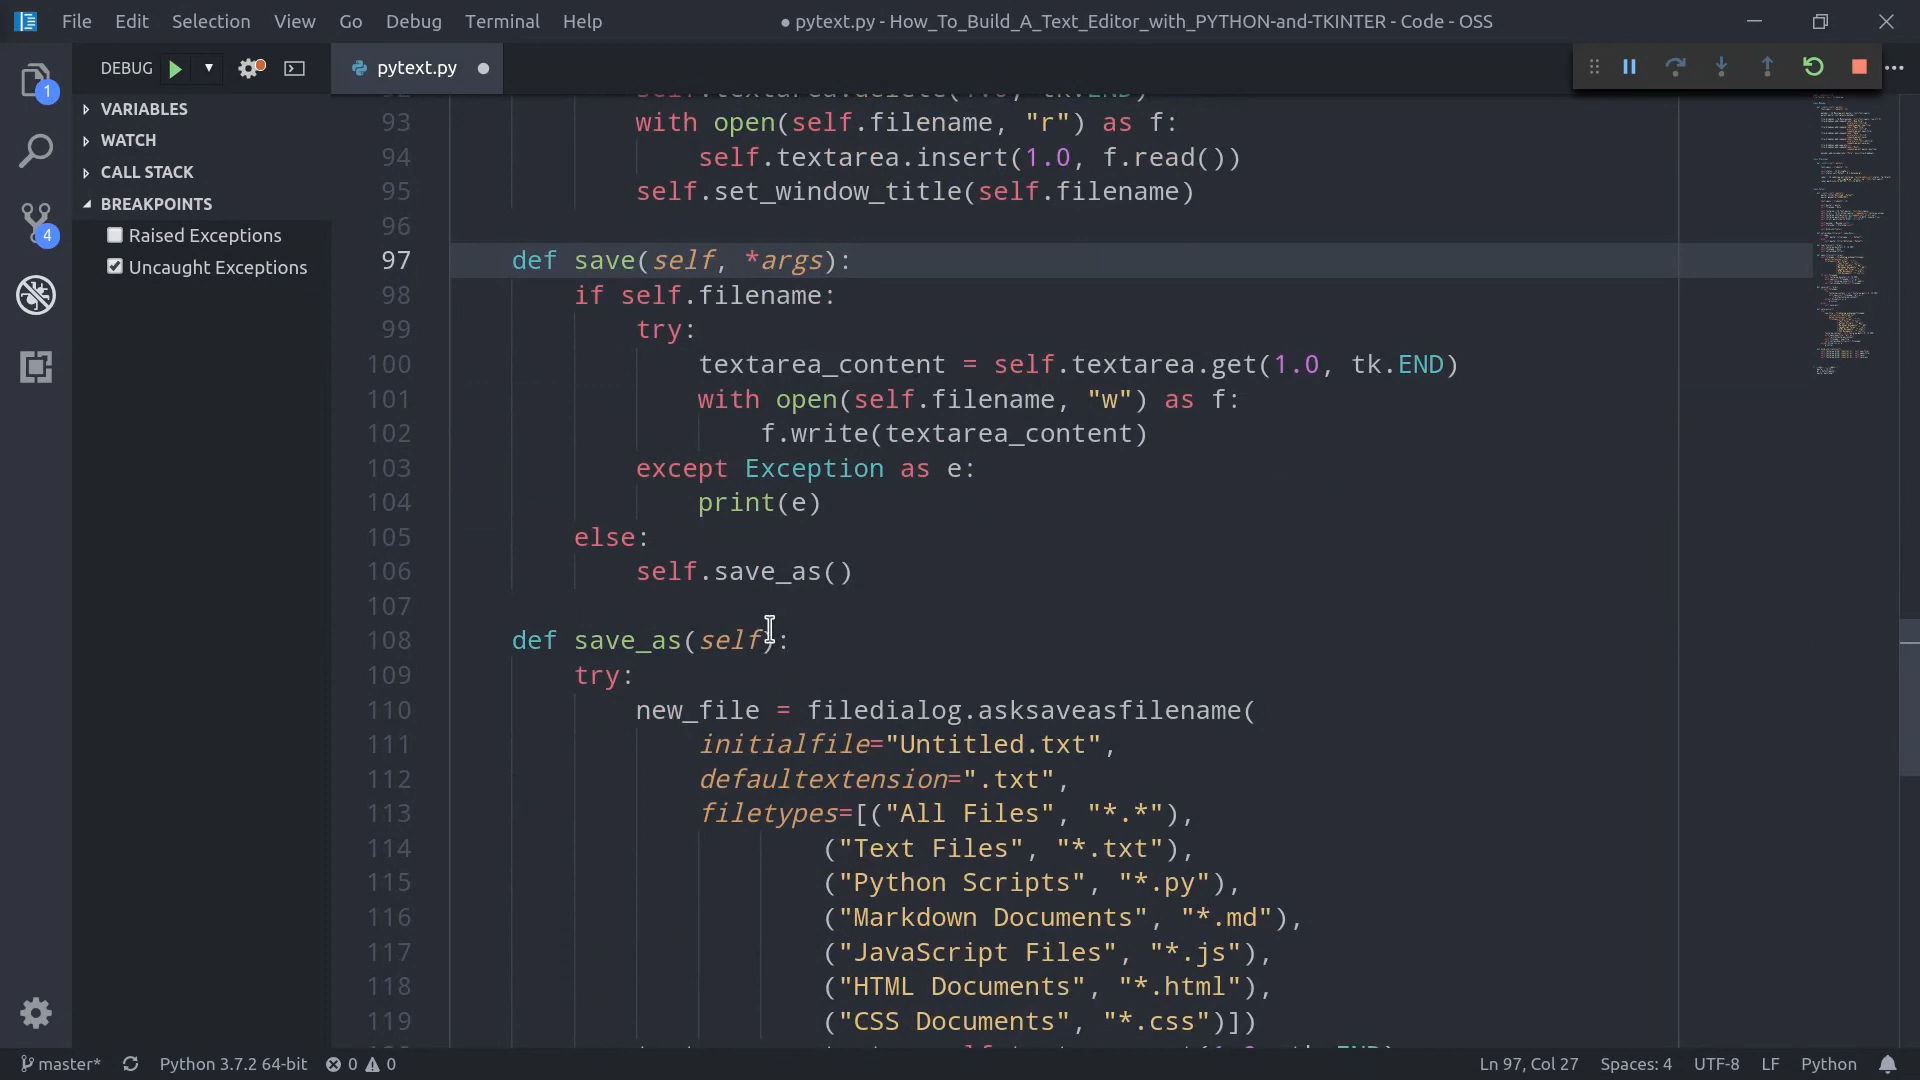 File Edit Selection View Go Debug Terminal Help
● pytext.py - How_To_Build_A_Text_Editor_with_PYTHON-and-TKINTER - Code - OSS
DEBUG
pytext.py
VARIABLES
WATCH
CALL STACK
BREAKPOINTS
Raised Exceptions
Uncaught Exceptions
1
4
93 with open(self.filename, "r") as f:
94 self.textarea.insert(1.0, f.read())
95 self.set_window_title(self.filename)
96
97 def save(self, *args):
98 if self.filename:
99 try:
100 textarea_content = self.textarea.get(1.0, tk.END)
101 with open(self.filename, "w") as f:
102 f.write(textarea_content)
103 except Exception as e:
104 print(e)
105 else:
106 self.save_as()
107
108 def save_as(self):
109 try:
110 new_file = filedialog.asksaveasfilename(
111 initialfile="Untitled.txt",
112 defaultextension=".txt",
113 filetypes=[("All Files", "*.*"),
114 ("Text Files", "*.txt"),
115 ("Python Scripts", "*.py"),
116 ("Markdown Documents", "*.md"),
117 ("JavaScript Files", "*.js"),
118 ("HTML Documents", "*.html"),
119 ("CSS Documents", "*.css")])
master* Python 3.7.2 64-bit 0 0 Ln 97, Col 27 Spaces: 4 UTF-8 LF Python